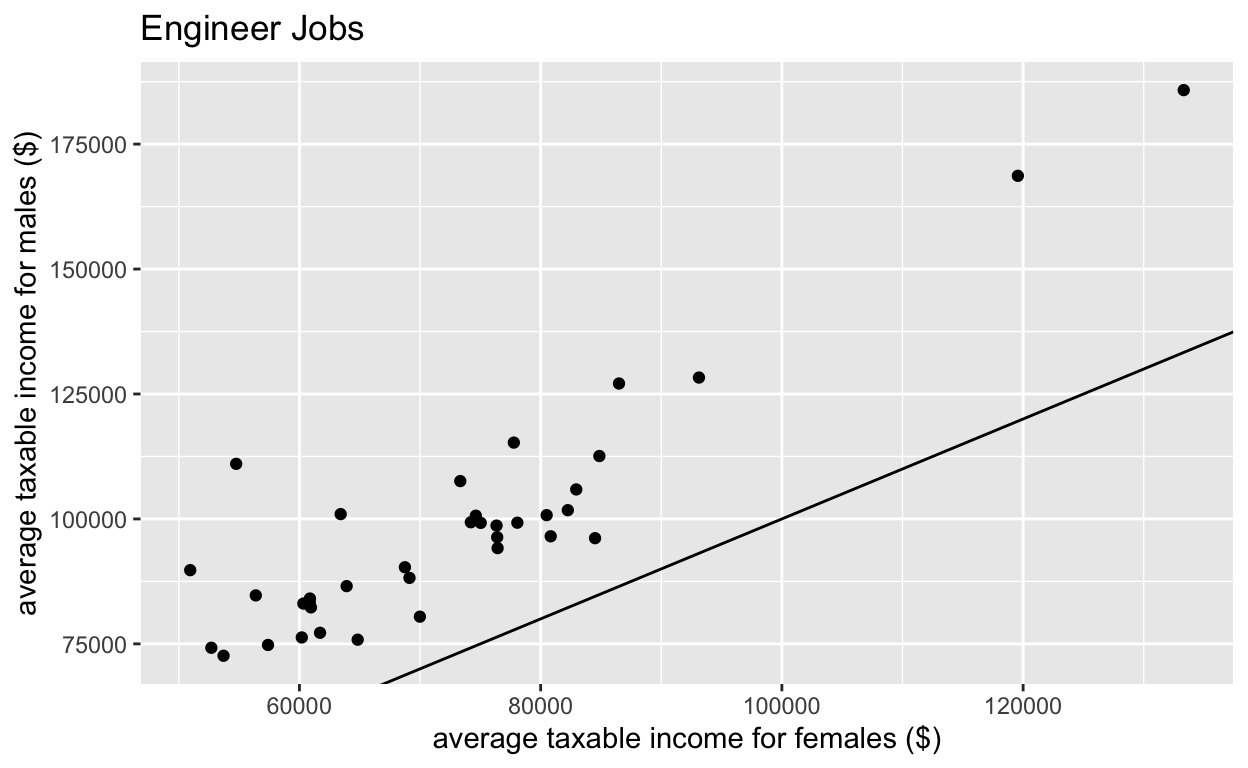 Engineer Jobs
average taxable income for males ($)
175000
150000
125000
100000
75000
60000 80000 100000 120000
average taxable income for females ($)